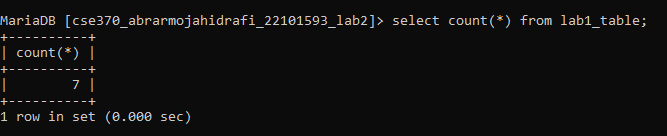 MariaDB [cse370_abrarmojahidrafi_22101593_lab2]> select count(*) from lab1_table;
+----------+
| count(*) |
+----------+
|        7 |
+----------+
1 row in set (0.000 sec)